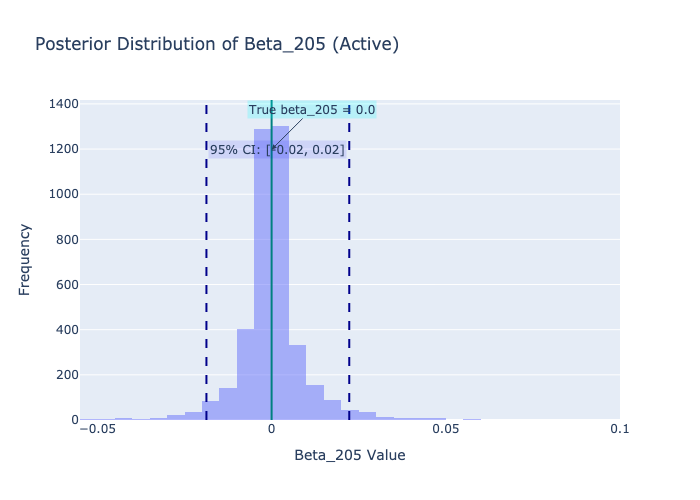 Posterior Distribution of Beta_205 (Active)
1400
True beta_205 = 0.0
1200
95% CI: [-0.02, 0.02]
1000
800
600
400
200
0
Frequency
−0.05
0
0.05
0.1
Beta_205 Value